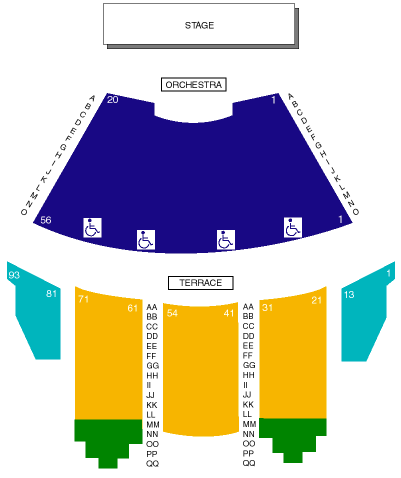 STAGE
ORCHESTRA
20 1
A A
B B
C C
D D
E E
F F
G G
H H
I I
J J
K K
L L
M M
N N
O O
56 1
TERRACE
93 1
81 13
71 61 54 41 31 21
AA AA
BB BB
CC CC
DD DD
EE EE
FF FF
GG GG
HH HH
II II
JJ JJ
KK KK
LL LL
MM MM
NN NN
OO OO
PP PP
QQ QQ